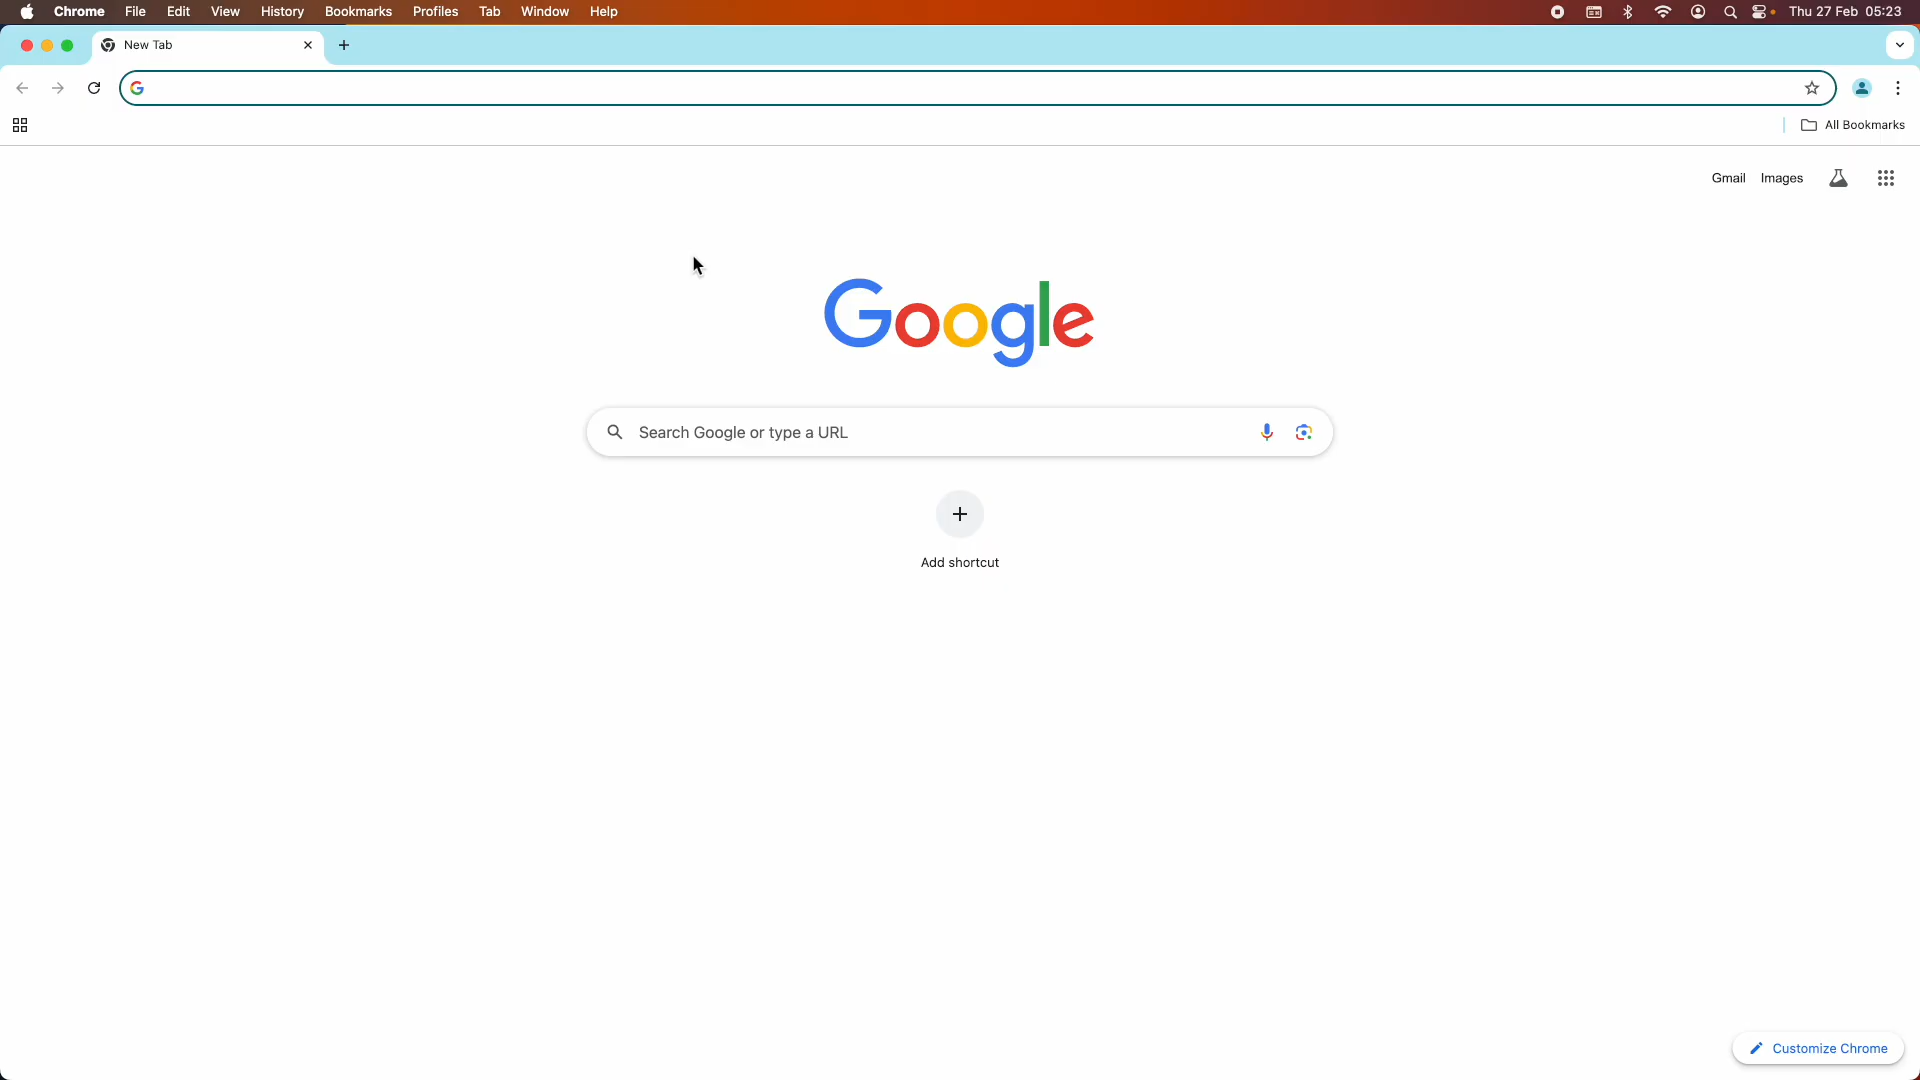 Chrome File Edit View History Bookmarks Profiles Tab Window Help Thu 27 Feb 05:23
New Tab
All Bookmarks
Gmail Images
Google
Search Google or type a URL
Add shortcut
Customize Chrome